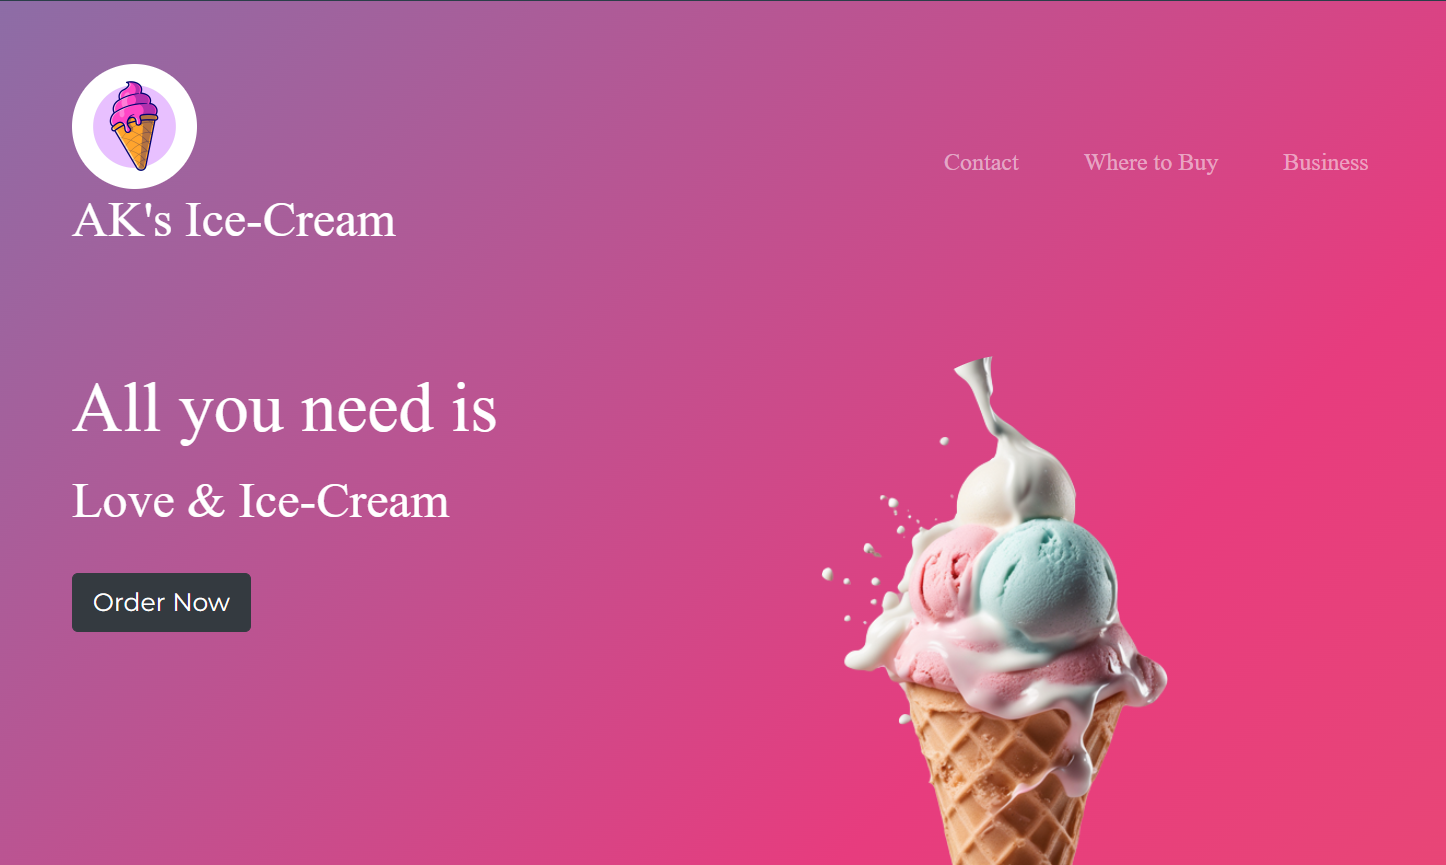 Contact
Where to Buy
Business
AK's Ice-Cream
All you need is
Love & Ice-Cream
Order Now